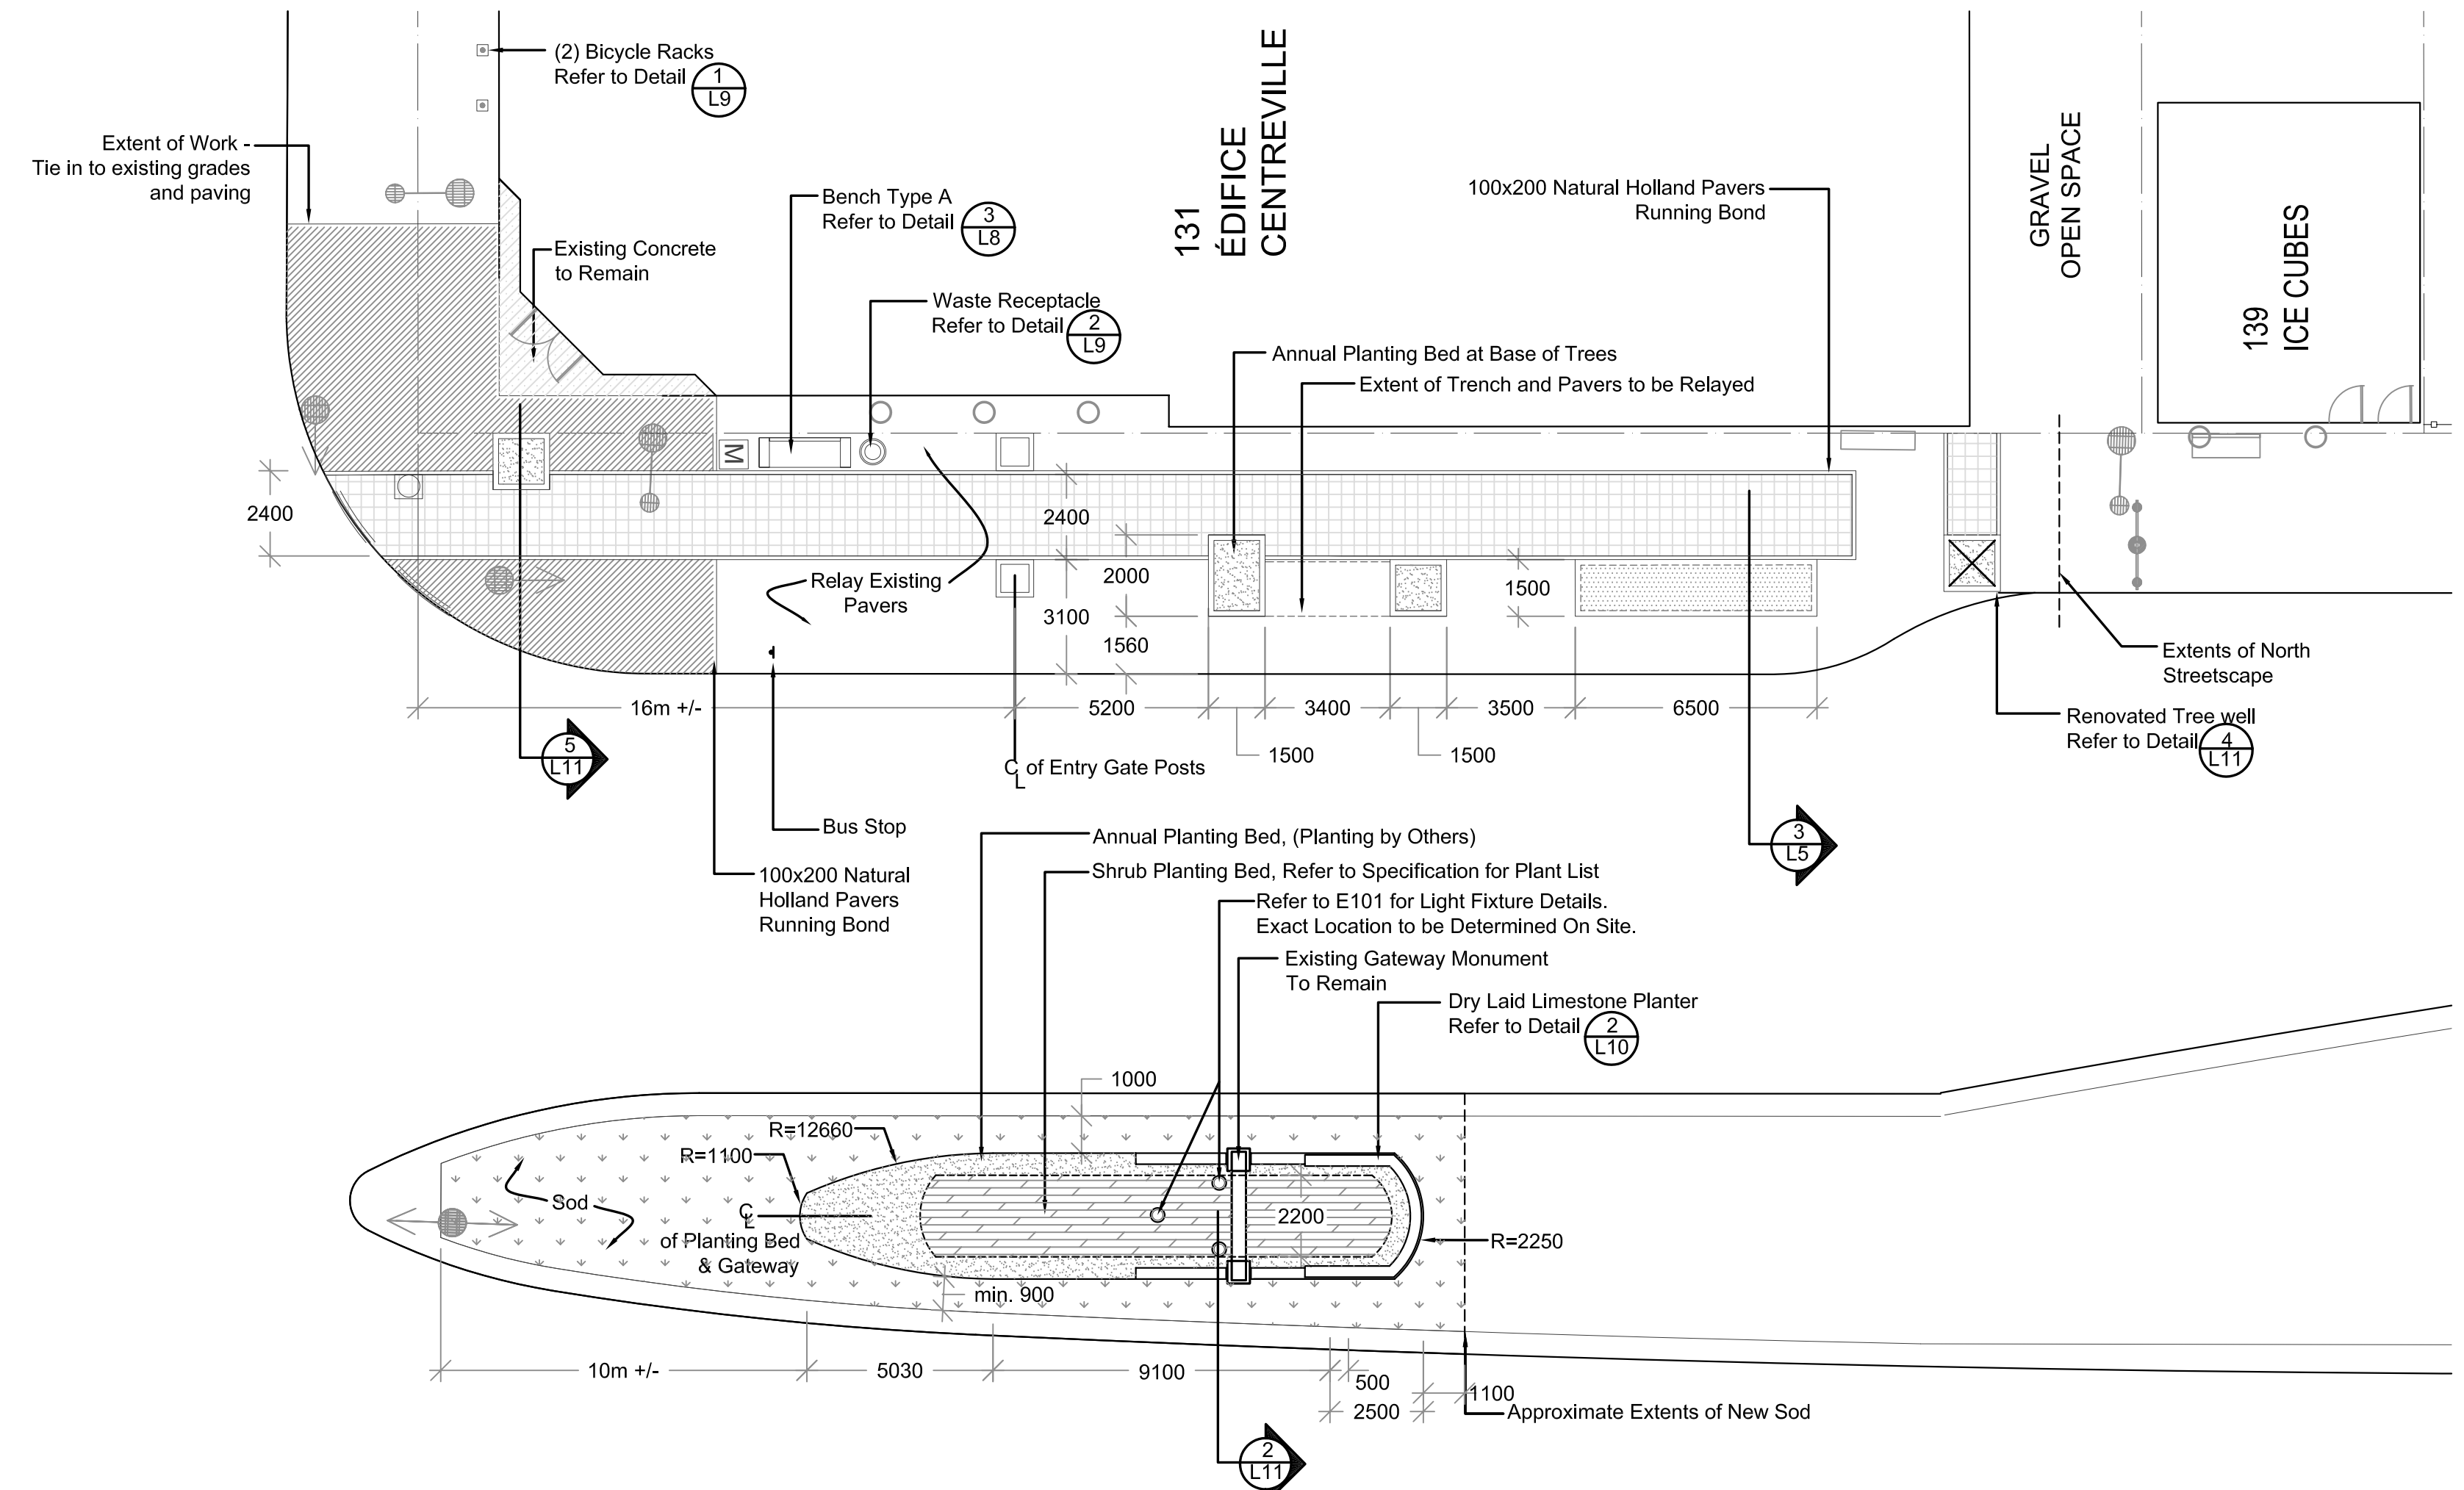 (2) Bicycle Racks
Refer to Detail
1
L9
Extent of Work -
Tie in to existing grades
and paving
Existing Concrete
to Remain
Bench Type A
Refer to Detail
3
L8
Waste Receptacle
Refer to Detail
2
L9
131
ÉDIFICE
CENTREVILLE
100x200 Natural Holland Pavers
Running Bond
GRAVEL
OPEN SPACE
139
ICE CUBES
Annual Planting Bed at Base of Trees
Extent of Trench and Pavers to be Relayed
M
2400
2400
2000
3100
1560
1500
Relay Existing
Pavers
16m +/-
5200
3400
3500
6500
1500
1500
Extents of North
Streetscape
Renovated Tree well
Refer to Detail
4
L11
5
L11
CL of Entry Gate Posts
Bus Stop
100x200 Natural
Holland Pavers
Running Bond
3
L5
Annual Planting Bed, (Planting by Others)
Shrub Planting Bed, Refer to Specification for Plant List
Refer to E101 for Light Fixture Details.
Exact Location to be Determined On Site.
Existing Gateway Monument
To Remain
Dry Laid Limestone Planter
Refer to Detail
2
L10
1000
R=12660
R=1100
Sod
CL
of Planting Bed
& Gateway
2200
R=2250
min. 900
10m +/-
5030
9100
500
2500
1100
Approximate Extents of New Sod
2
L11